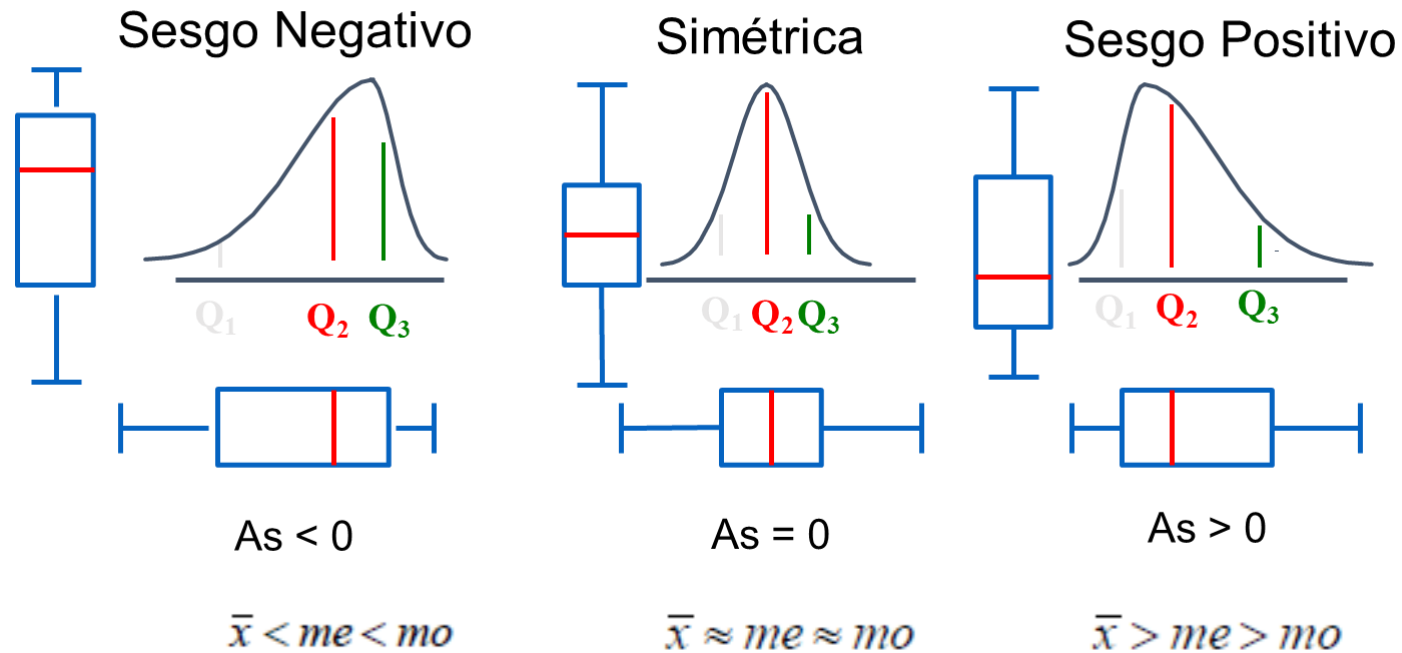 Sesgo Negativo
Simétrica
Sesgo Positivo
Q₁ Q₂ Q₃
Q₁ Q₂ Q₃
Q₁ Q₂ Q₃
As < 0
As = 0
As > 0
x̅ < me < mo
x̅ ≈ me ≈ mo
x̅ > me > mo